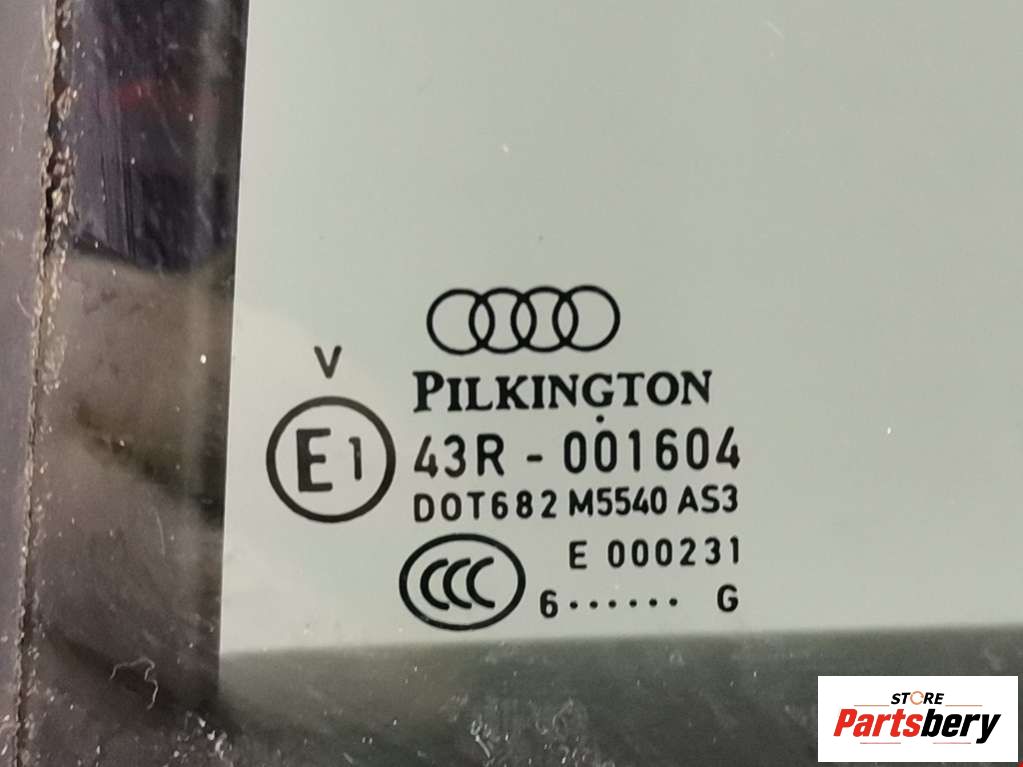 V
PILKINGTON
E1
43R - 001604
DOT682 M5540 AS3
CCC
E 000231
6······ G
STORE
Partsbery